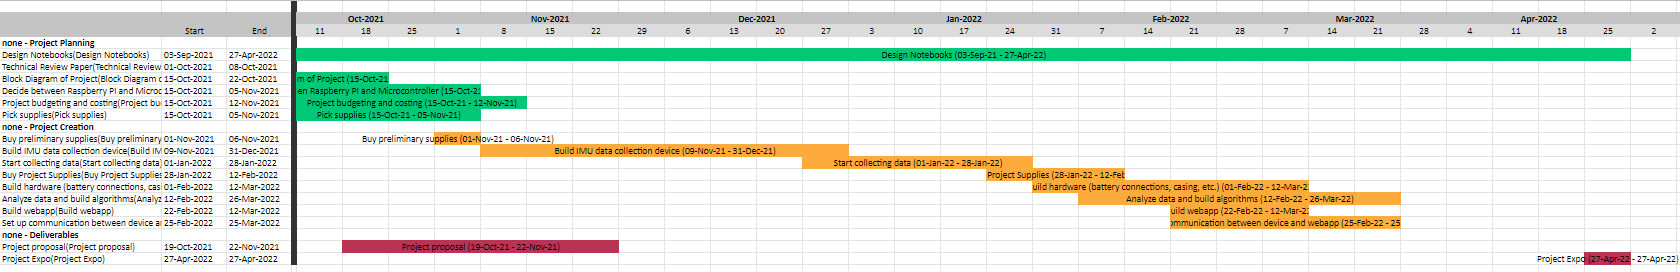 Oct-2021 Nov-2021 Dec-2021 Jan-2022 Feb-2022 Mar-2022 Apr-2022
Start End 11 18 25 1 8 15 22 29 6 13 20 27 3 10 17 24 31 7 14 21 28 7 14 21 28 4 11 18 25 2
none - Project Planning
Design Notebooks(Design Notebooks) 03-Sep-2021 27-Apr-2022 Design Notebooks (03-Sep-21 - 27-Apr-22)
Technical Review Paper(Technical Review 01-Oct-2021 08-Oct-2021
Block Diagram of Project(Block Diagram o 15-Oct-2021 22-Oct-2021 m of Project (15-Oct-21
Decide between Raspberry PI and Microc 15-Oct-2021 05-Nov-2021 en Raspberry PI and Microcontroller (15-Oct-21
Project budgeting and costing(Project bu 15-Oct-2021 12-Nov-2021 Project budgeting and costing (15-Oct-21 - 12-Nov-21)
Pick supplies(Pick supplies) 15-Oct-2021 05-Nov-2021 Pick supplies (15-Oct-21 - 05-Nov-21)
none - Project Creation
Buy preliminary supplies(Buy preliminary 01-Nov-2021 06-Nov-2021 Buy preliminary supplies (01-Nov-21 - 06-Nov-21)
Build IMU data collection device(Build IM 09-Nov-2021 31-Dec-2021 Build IMU data collection device (09-Nov-21 - 31-Dec-21)
Start collecting data(Start collecting data) 01-Jan-2022 28-Jan-2022 Start collecting data (01-Jan-22 - 28-Jan-22)
Buy Project Supplies(Buy Project Supplies 28-Jan-2022 12-Feb-2022 Project Supplies (28-Jan-22 - 12-Feb
Build hardware (battery connections, cas 01-Feb-2022 12-Mar-2022 uild hardware (battery connections, casing, etc.) (01-Feb-22 - 12-Mar-2
Analyze data and build algorithms(Analyz 12-Feb-2022 26-Mar-2022 Analyze data and build algorithms (12-Feb-22 - 26-Mar-22)
Build webapp(Build webapp) 22-Feb-2022 12-Mar-2022 uild webapp (22-Feb-22 - 12-Mar-2
Set up communication between device a 25-Feb-2022 25-Mar-2022 mmunication between device and webapp (25-Feb-22 - 25
none - Deliverables
Project proposal(Project proposal) 19-Oct-2021 22-Nov-2021 Project proposal (19-Oct-21 - 22-Nov-21)
Project Expo(Project Expo) 27-Apr-2022 27-Apr-2022 Project Expo (27-Apr-22 - 27-Apr-22)